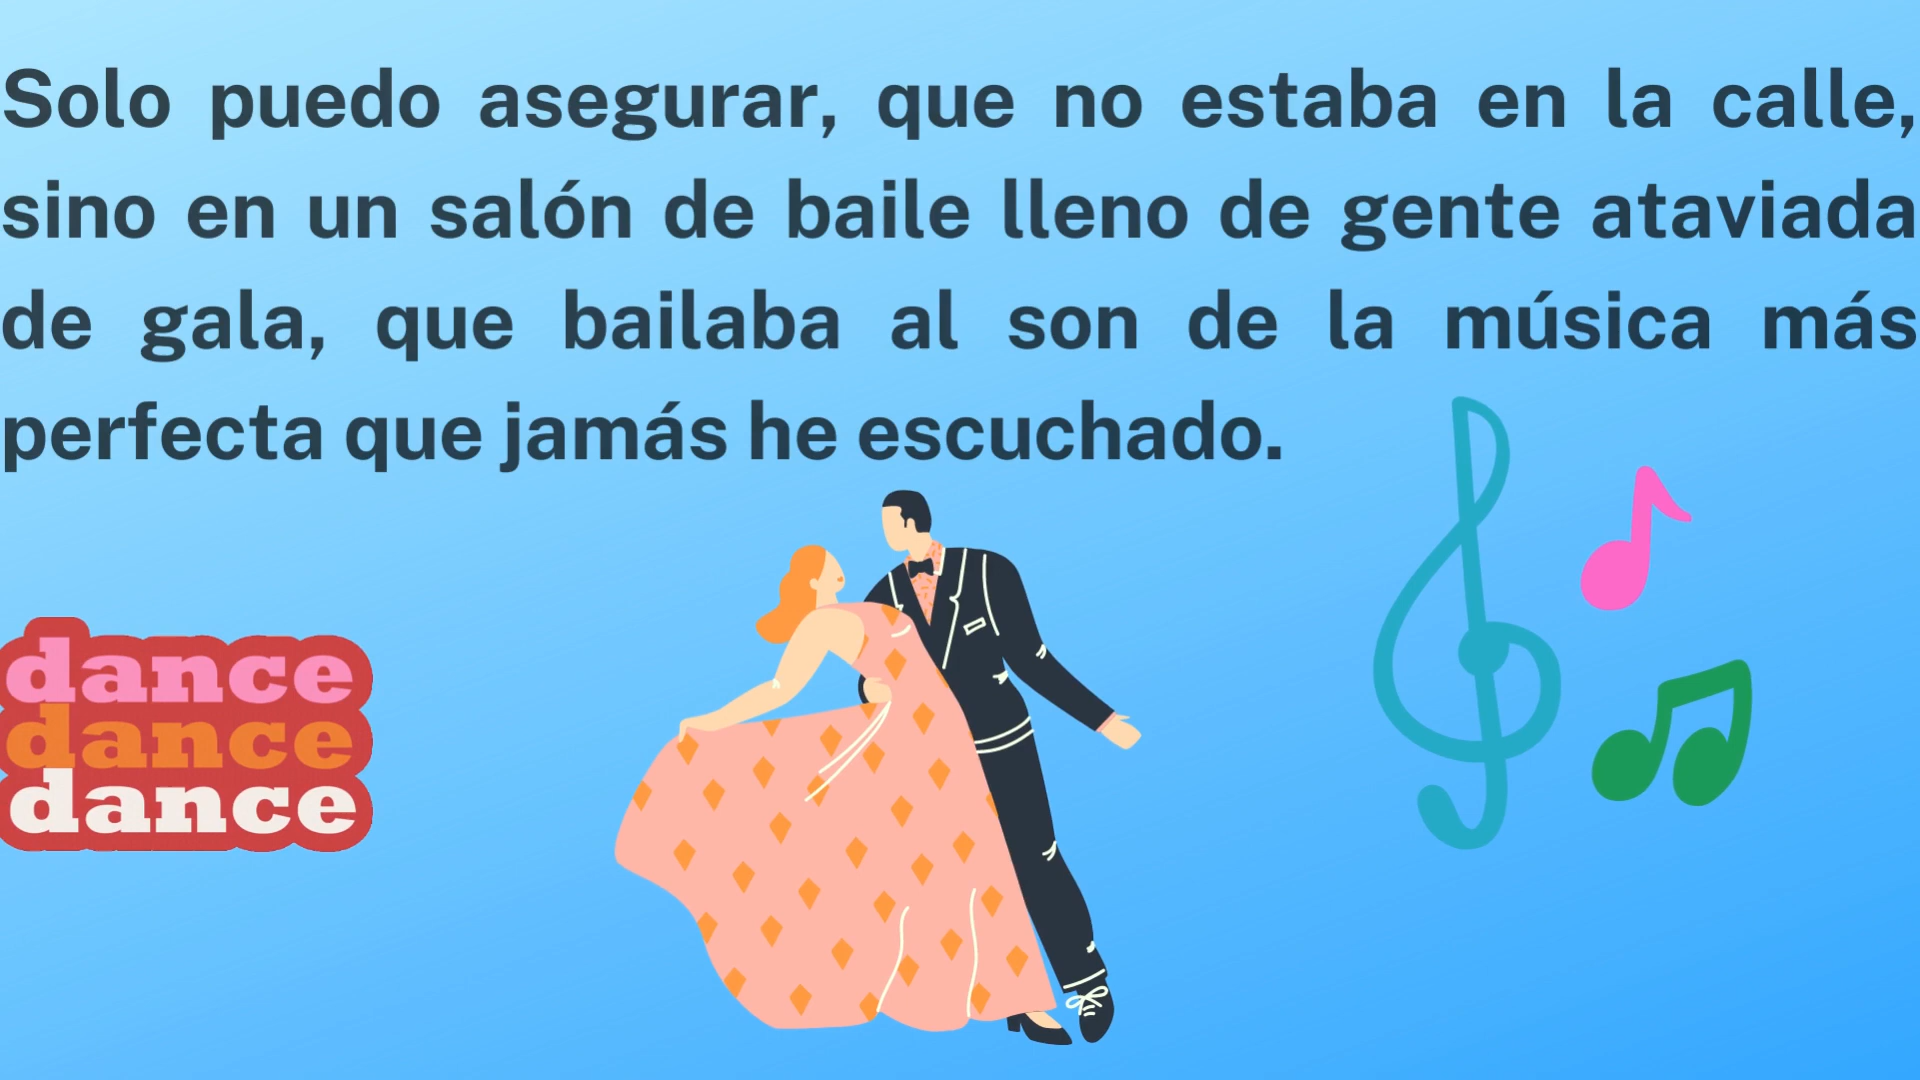 Solo puedo asegurar, que no estaba en la calle,
sino en un salón de baile lleno de gente ataviada
de gala, que bailaba al son de la música más
perfecta que jamás he escuchado.
dance
dance
dance